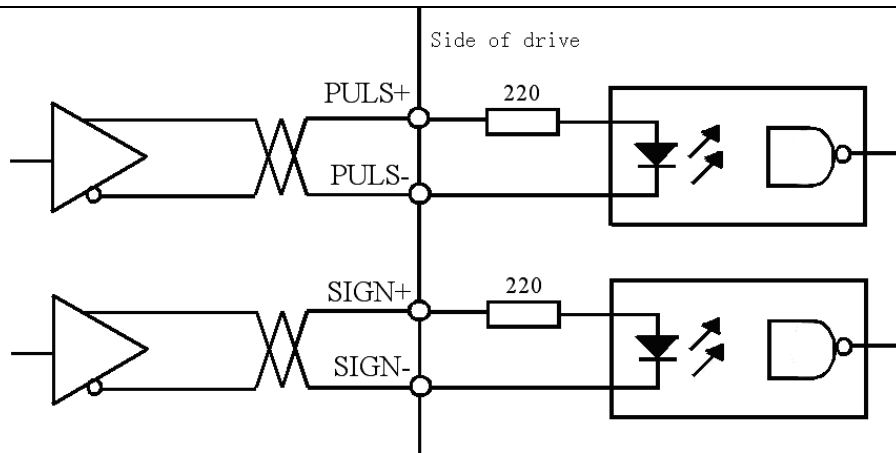 Side of drive
PULS+
220
PULS-
SIGN+
220
SIGN-